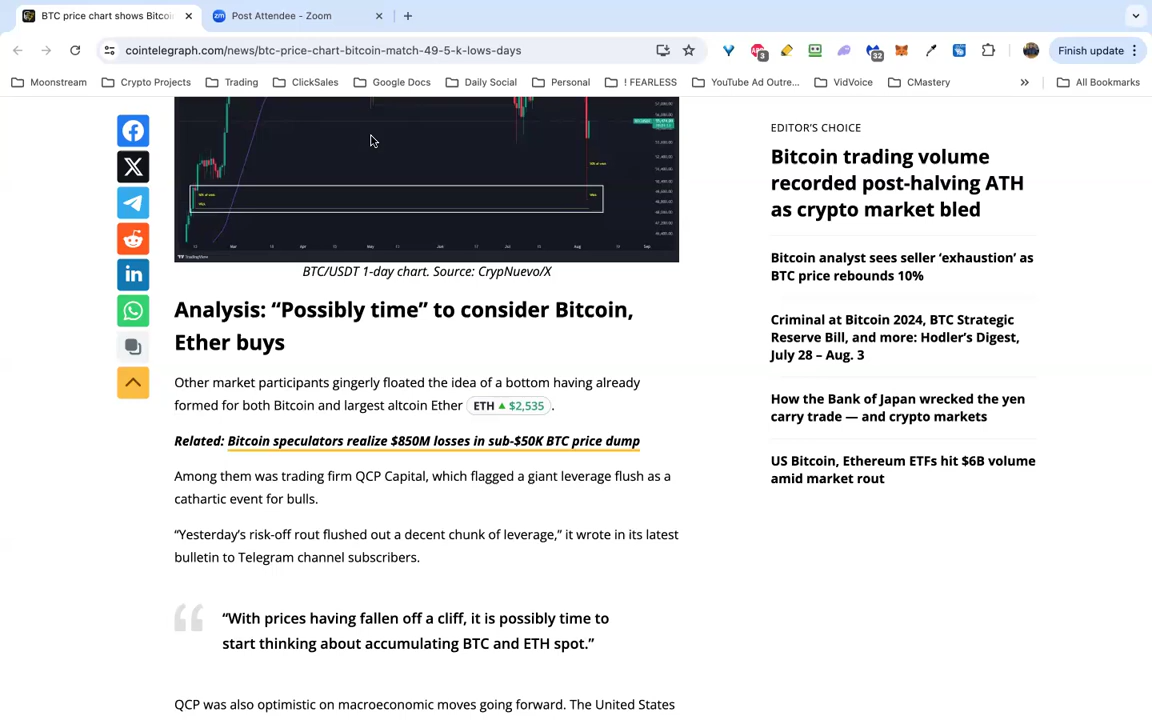 BTC price chart shows Bitcoi
Post Attendee - Zoom
cointelegraph.com/news/btc-price-chart-bitcoin-match-49-5-k-lows-days
3
32
Finish update
Moonstream
Crypto Projects
Trading
ClickSales
Google Docs
Daily Social
Personal
! FEARLESS
YouTube Ad Outre...
VidVoice
CMastery
»
All Bookmarks
Mar
May
Jun
Jul
Aug
Sep
TradingView
BTC/USDT 1-day chart. Source: CrypNuevo/X
Analysis: “Possibly time” to consider Bitcoin,
Ether buys
Other market participants gingerly floated the idea of a bottom having already
formed for both Bitcoin and largest altcoin Ether ETH ▲ $2,535.
Related: Bitcoin speculators realize $850M losses in sub-$50K BTC price dump
Among them was trading firm QCP Capital, which flagged a giant leverage flush as a
cathartic event for bulls.
“Yesterday’s risk-off rout flushed out a decent chunk of leverage,” it wrote in its latest
bulletin to Telegram channel subscribers.
“With prices having fallen off a cliff, it is possibly time to
start thinking about accumulating BTC and ETH spot.”
QCP was also optimistic on macroeconomic moves going forward. The United States
EDITOR’S CHOICE
Bitcoin trading volume
recorded post-halving ATH
as crypto market bled
Bitcoin analyst sees seller ‘exhaustion’ as
BTC price rebounds 10%
Criminal at Bitcoin 2024, BTC Strategic
Reserve Bill, and more: Hodler’s Digest,
July 28 – Aug. 3
How the Bank of Japan wrecked the yen
carry trade — and crypto markets
US Bitcoin, Ethereum ETFs hit $6B volume
amid market rout